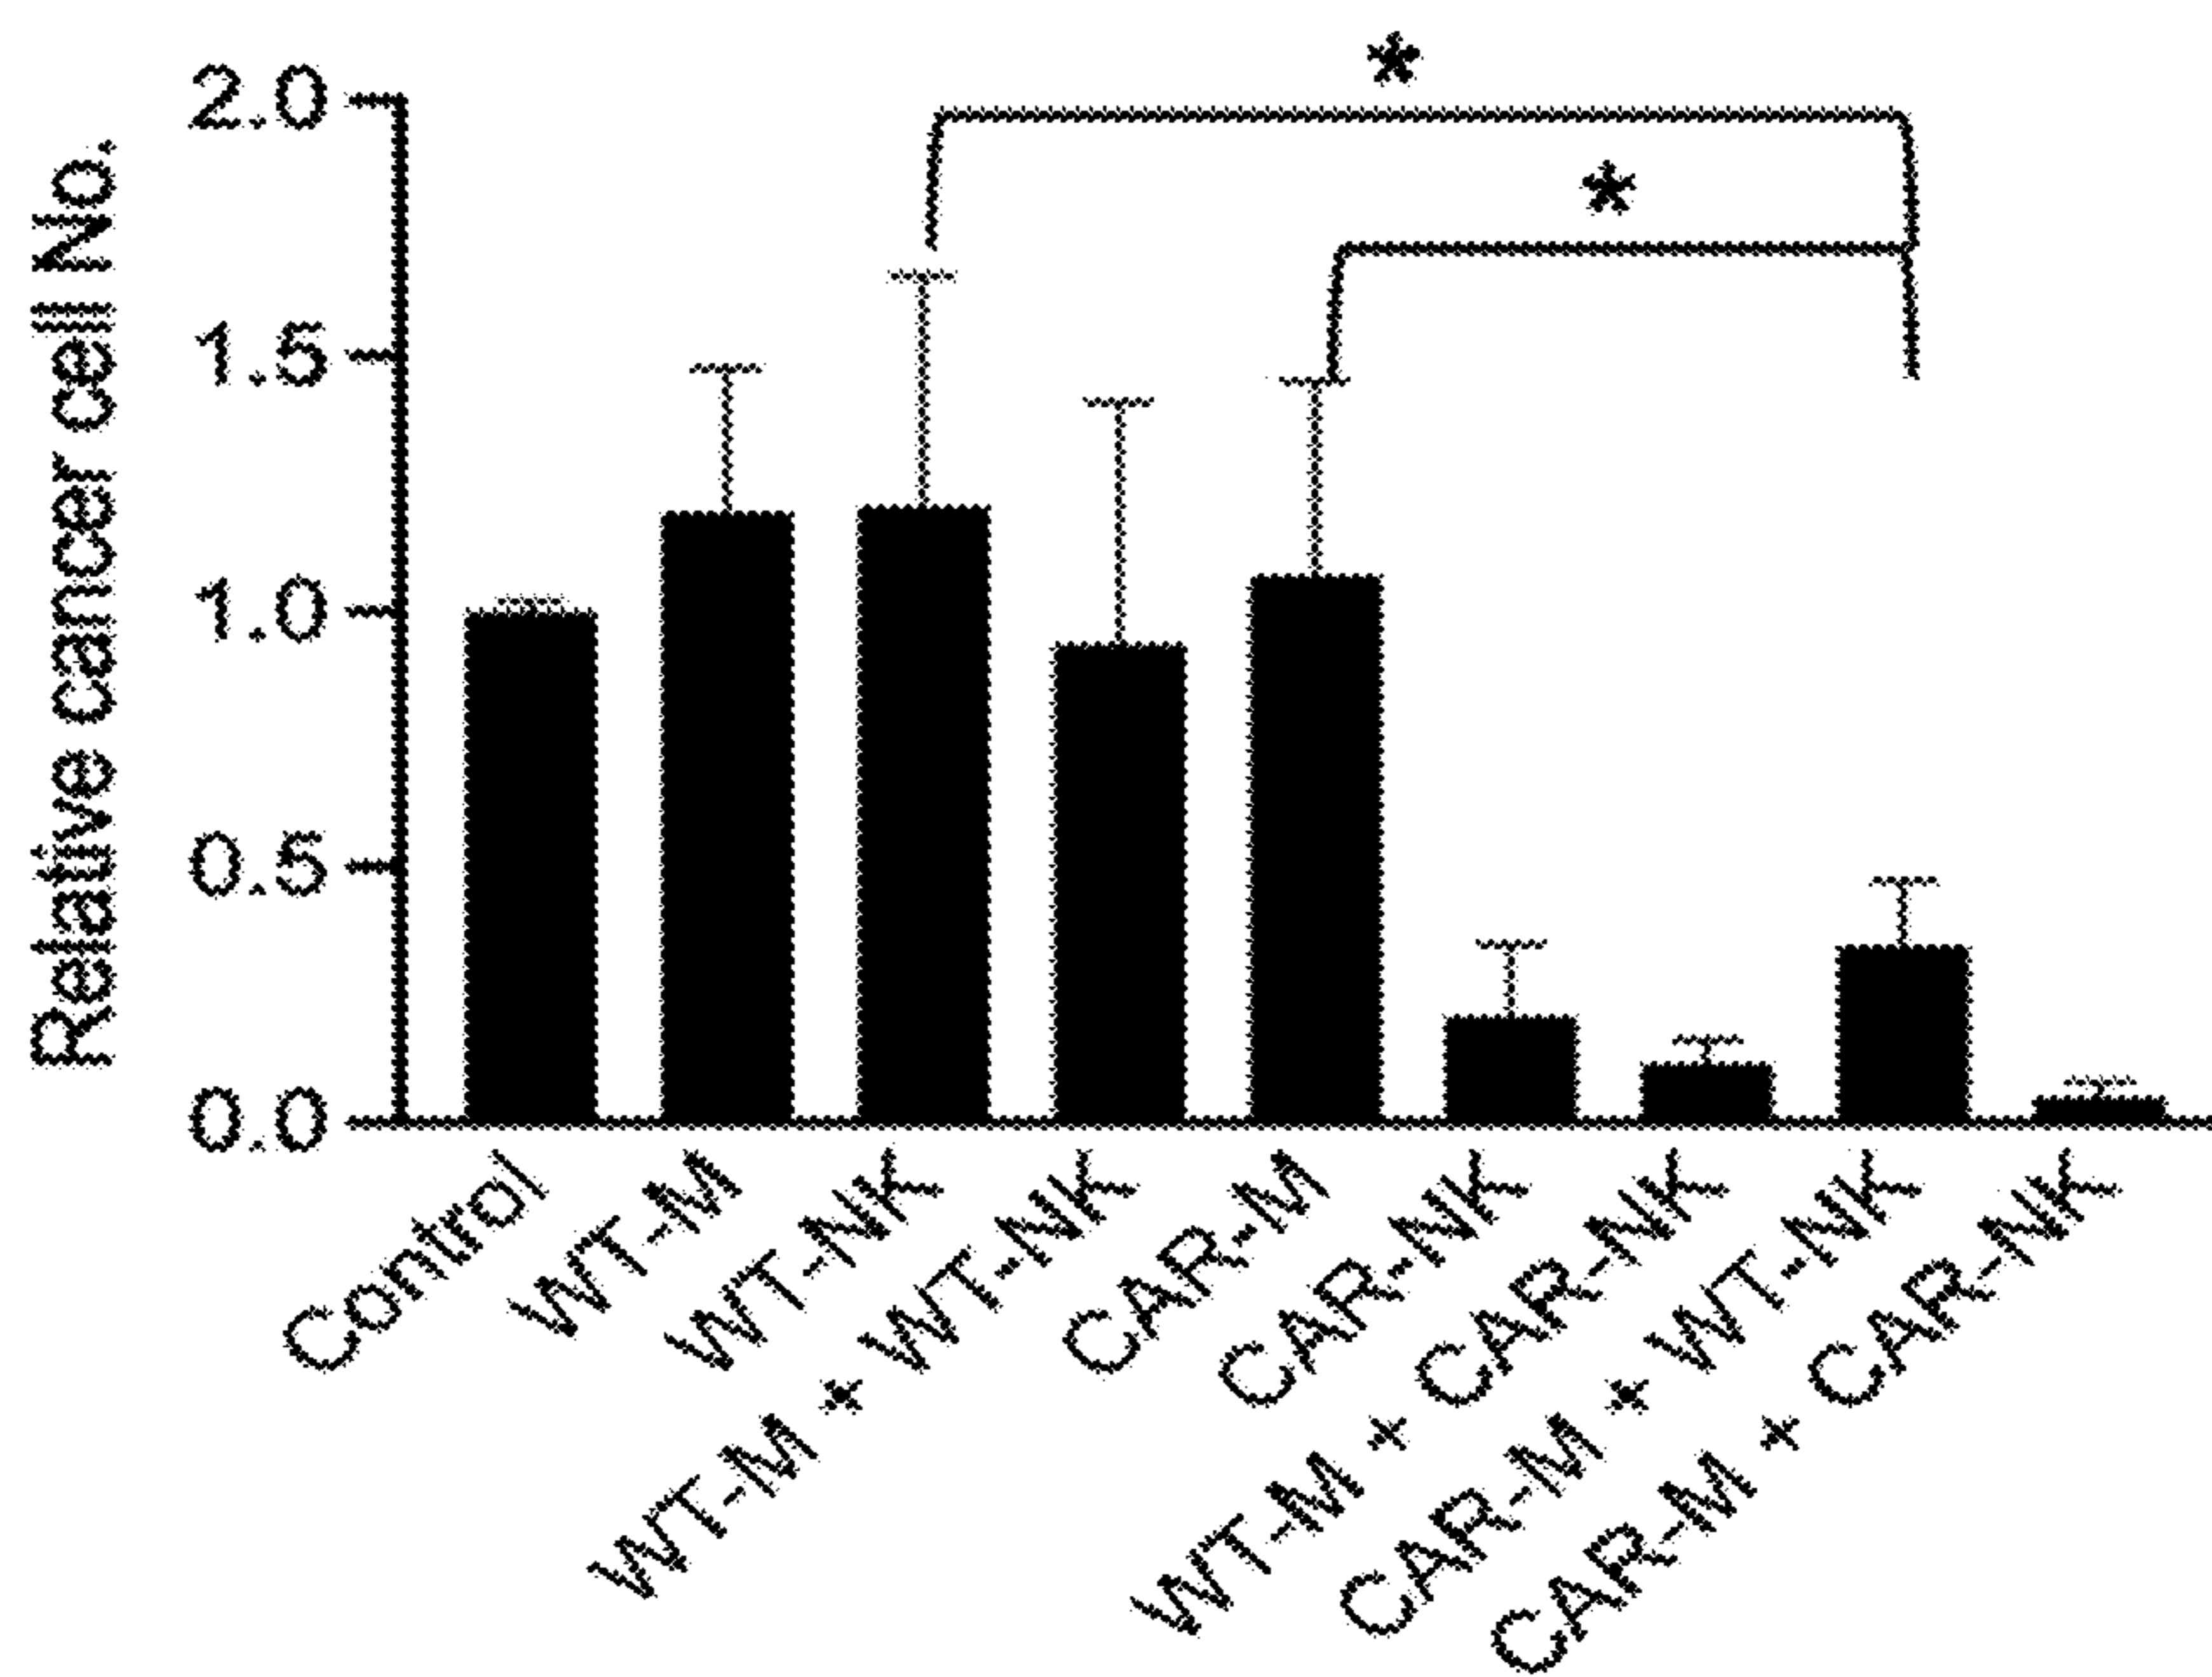 Relative cancer cell No.
2.0
1.5
1.0
0.5
0.0
*
*
Control
WT-M
WT-NK
WT-M + WT-NK
CAR-M
CAR-NK
WT-M + CAR-NK
CAR-M + WT-NK
CAR-M + CAR-NK